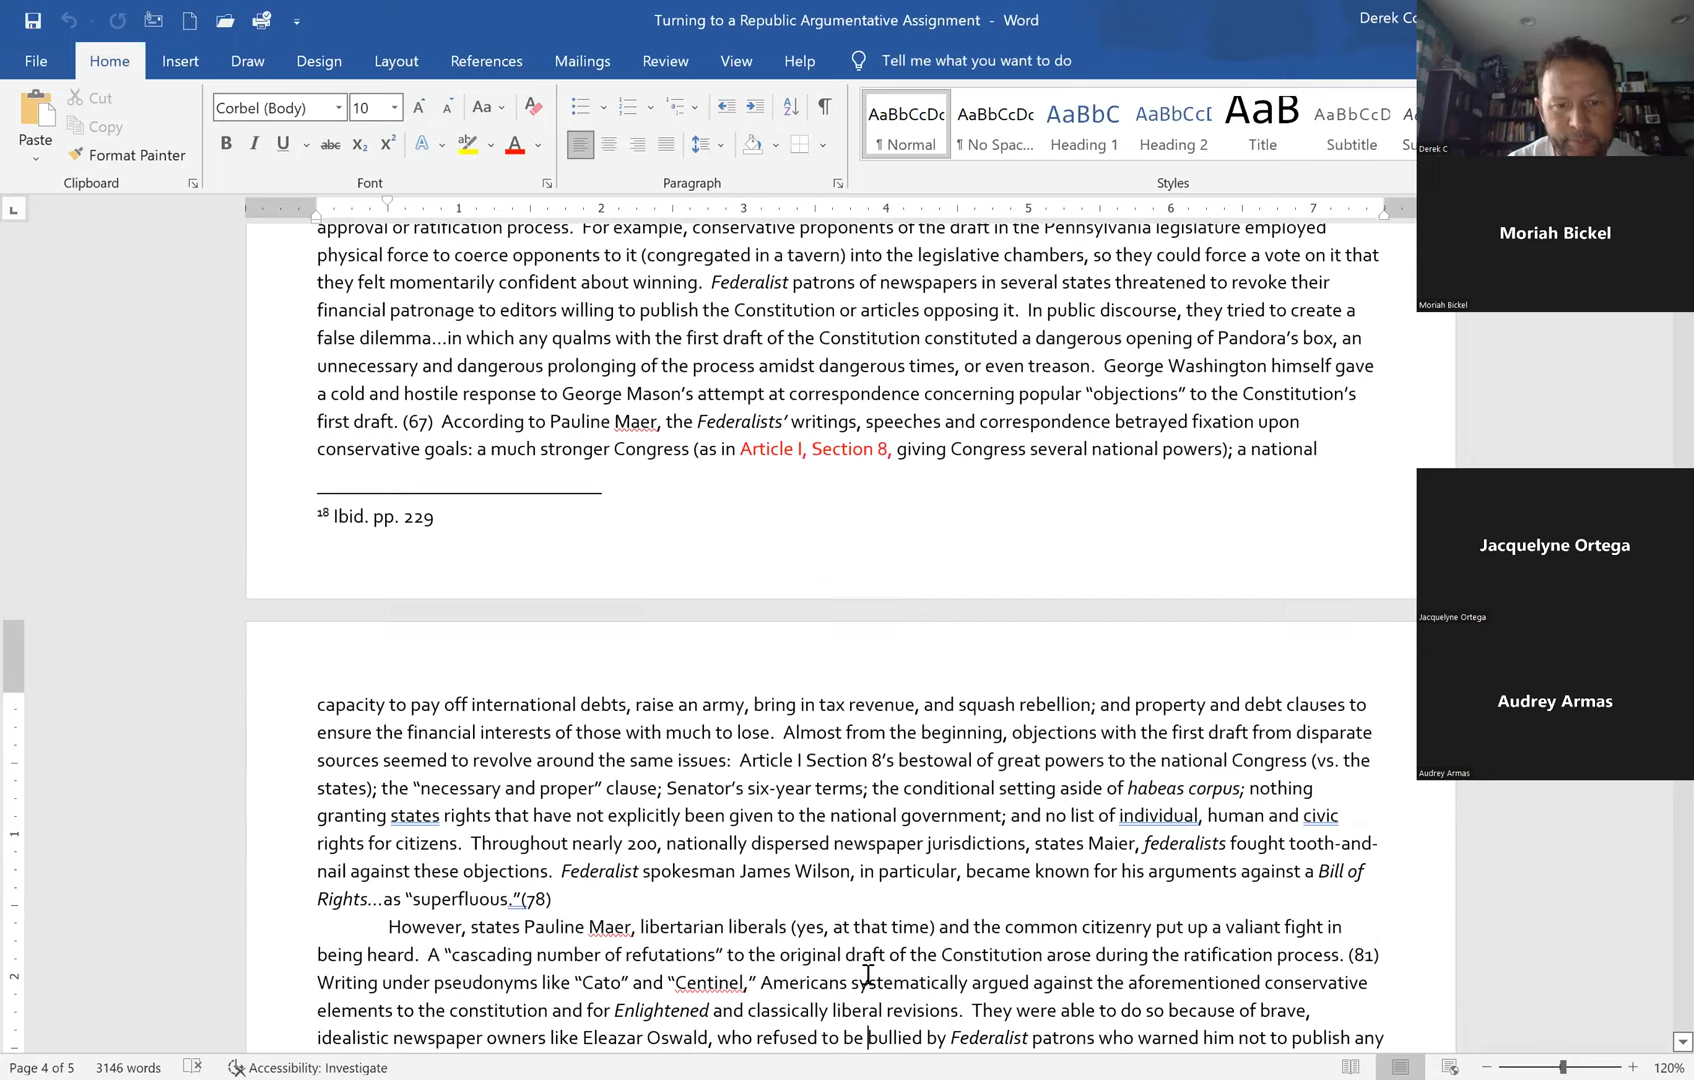 Turning to a Republic Argumentative Assignment - Word
Derek Co
File Home Insert Draw Design Layout References Mailings Review View Help Tell me what you want to do
Paste
Cut
Copy
Format Painter
Clipboard
Corbel (Body) 10
Font
Paragraph
AaBbCcDc AaBbCcDc AaBbC AaBbCcD AaB AaBbCcD
¶ Normal ¶ No Spac... Heading 1 Heading 2 Title Subtitle
Styles
1 2 3 4 5 6 7
approval or ratification process. For example, conservative proponents of the draft in the Pennsylvania legislature employed
physical force to coerce opponents to it (congregated in a tavern) into the legislative chambers, so they could force a vote on it that
they felt momentarily confident about winning. Federalist patrons of newspapers in several states threatened to revoke their
financial patronage to editors willing to publish the Constitution or articles opposing it. In public discourse, they tried to create a
false dilemma...in which any qualms with the first draft of the Constitution constituted a dangerous opening of Pandora's box, an
unnecessary and dangerous prolonging of the process amidst dangerous times, or even treason. George Washington himself gave
a cold and hostile response to George Mason's attempt at correspondence concerning popular “objections” to the Constitution's
first draft. (67) According to Pauline Maer, the Federalists' writings, speeches and correspondence betrayed fixation upon
conservative goals: a much stronger Congress (as in Article I, Section 8, giving Congress several national powers); a national
18 Ibid. pp. 229
capacity to pay off international debts, raise an army, bring in tax revenue, and squash rebellion; and property and debt clauses to
ensure the financial interests of those with much to lose. Almost from the beginning, objections with the first draft from disparate
sources seemed to revolve around the same issues: Article I Section 8's bestowal of great powers to the national Congress (vs. the
states); the “necessary and proper” clause; Senator's six-year terms; the conditional setting aside of habeas corpus; nothing
granting states rights that have not explicitly been given to the national government; and no list of individual, human and civic
rights for citizens. Throughout nearly 200, nationally dispersed newspaper jurisdictions, states Maier, federalists fought tooth-and-
nail against these objections. Federalist spokesman James Wilson, in particular, became known for his arguments against a Bill of
Rights...as “superfluous.”(78)
However, states Pauline Maer, libertarian liberals (yes, at that time) and the common citizenry put up a valiant fight in
being heard. A “cascading number of refutations” to the original draft of the Constitution arose during the ratification process. (81)
Writing under pseudonyms like “Cato” and “Centinel,” Americans systematically argued against the aforementioned conservative
elements to the constitution and for Enlightened and classically liberal revisions. They were able to do so because of brave,
idealistic newspaper owners like Eleazar Oswald, who refused to be bullied by Federalist patrons who warned him not to publish any
1
2
Page 4 of 5 3146 words Accessibility: Investigate 120%
Derek C
Moriah Bickel
Moriah Bickel
Jacquelyne Ortega
Jacquelyne Ortega
Audrey Armas
Audrey Armas